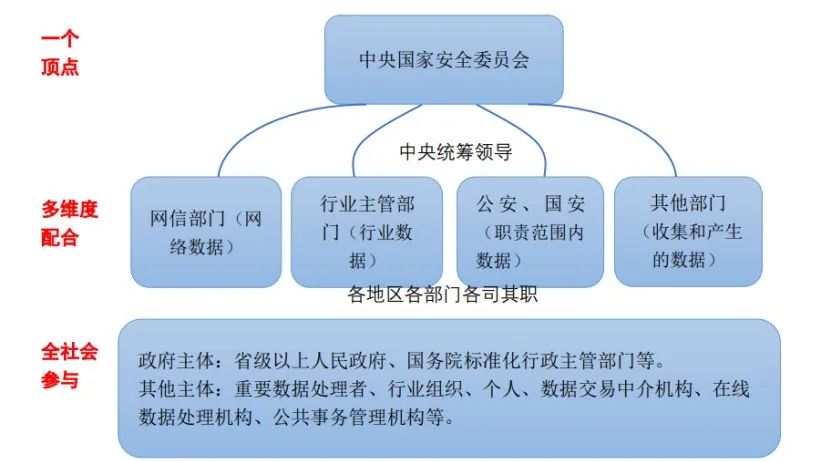 一个
顶点
中央国家安全委员会
中央统筹领导
多维度
配合
网信部门（网
络数据）
行业主管部
门（行业数
据）
公安、国安
（职责范围内
数据）
其他部门
（收集和产生
的数据）
各地区各部门各司其职
全社会
参与
政府主体：省级以上人民政府、国务院标准化行政主管部门等。
其他主体：重要数据处理者、行业组织、个人、数据交易中介机构、在线
数据处理机构、公共事务管理机构等。